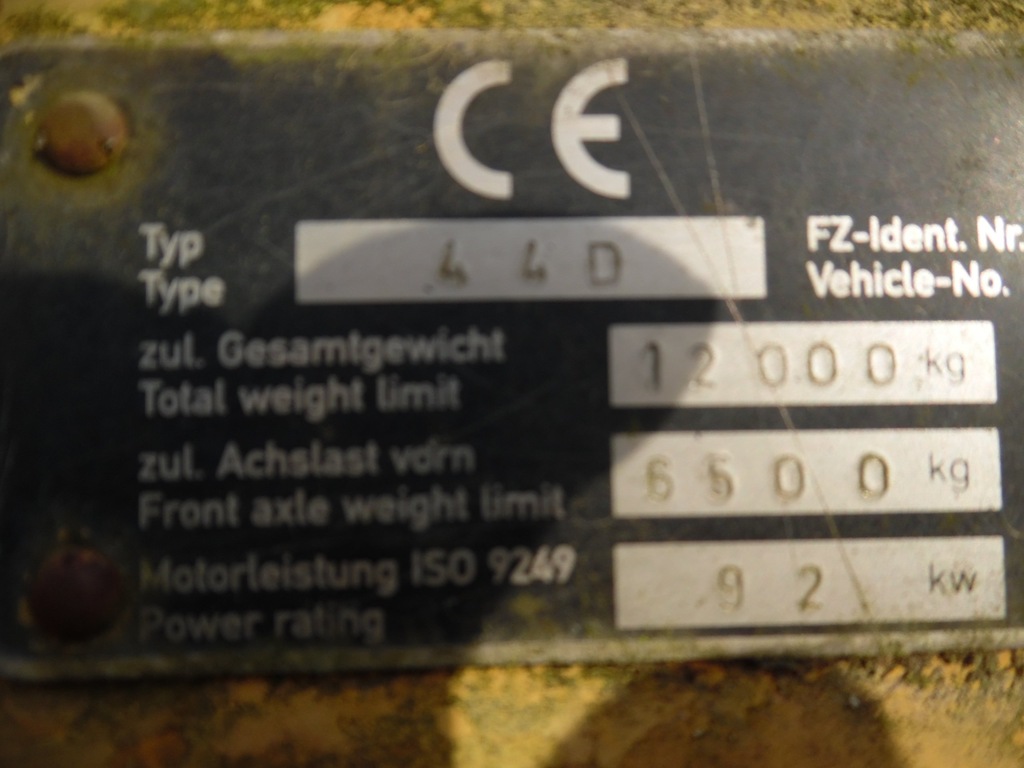 CE
Typ
Type
44D
FZ-Ident. Nr.
Vehicle-No.
zul. Gesamtgewicht
Total weight limit
12000 kg
zul. Achslast vdrn
Front axle weight limit
6500 kg
Motorleistung ISO 9249
Power rating
92 kw